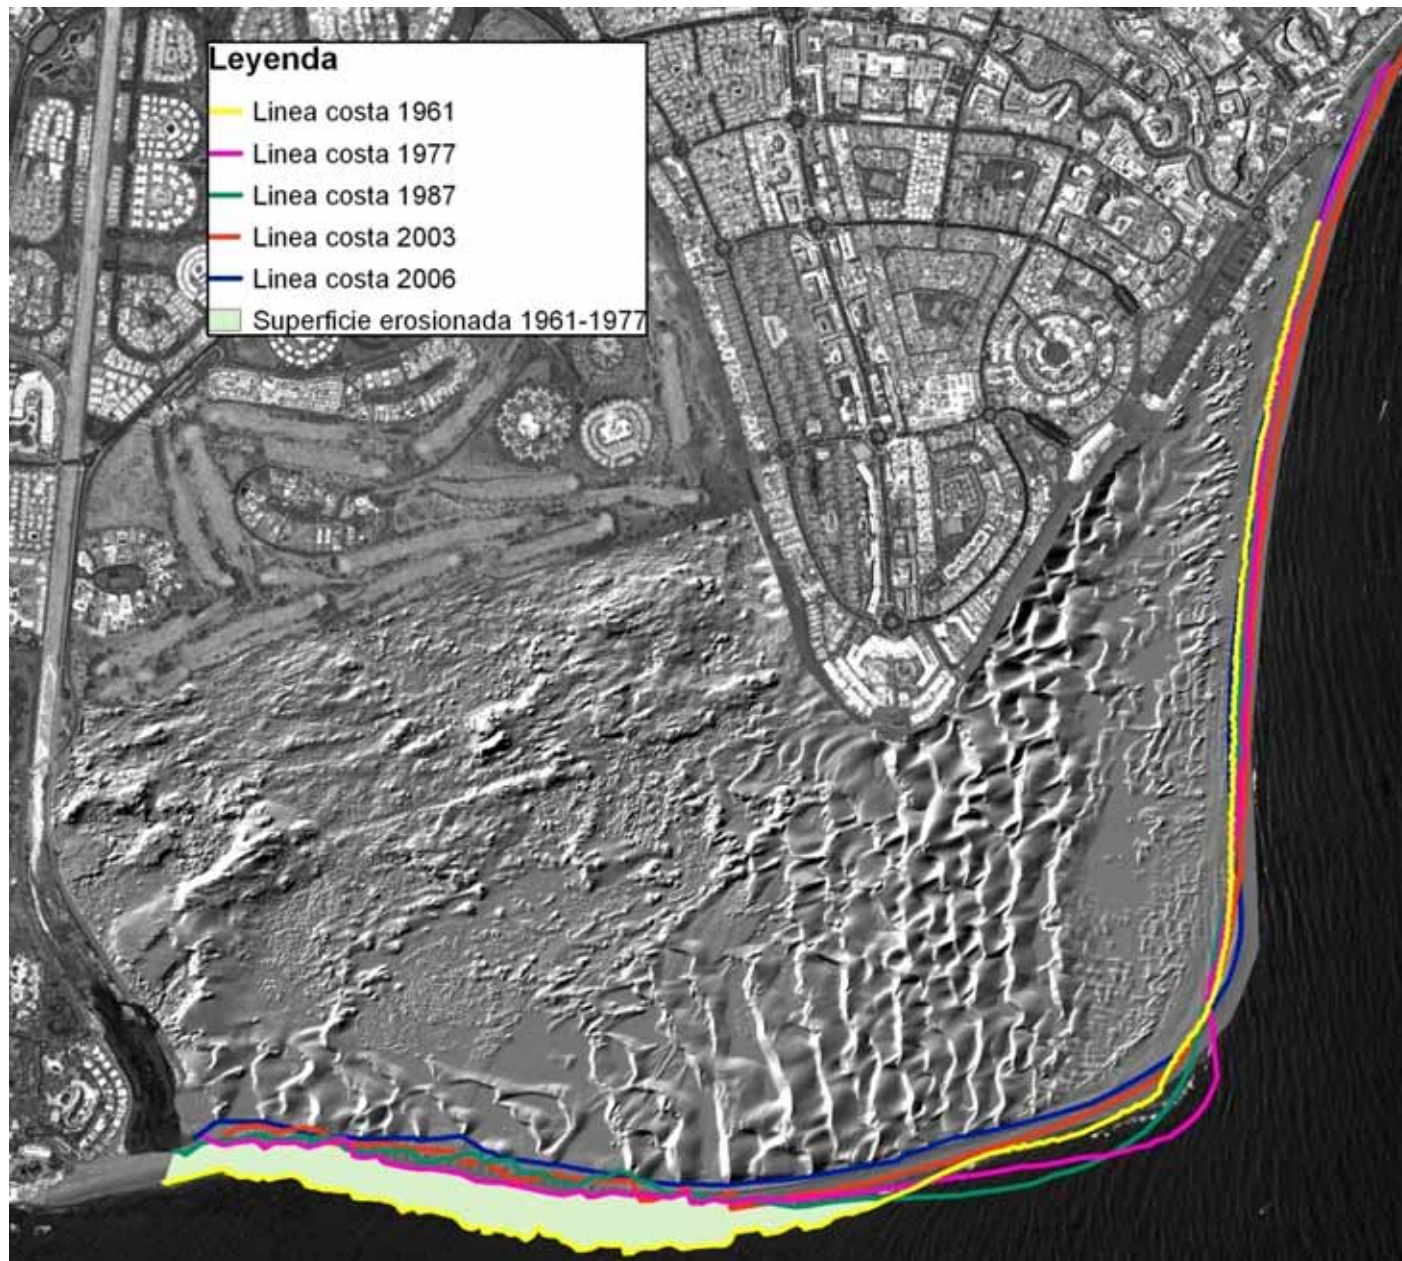 Leyenda
Linea costa 1961
Linea costa 1977
Linea costa 1987
Linea costa 2003
Linea costa 2006
Superficie erosionada 1961-1977